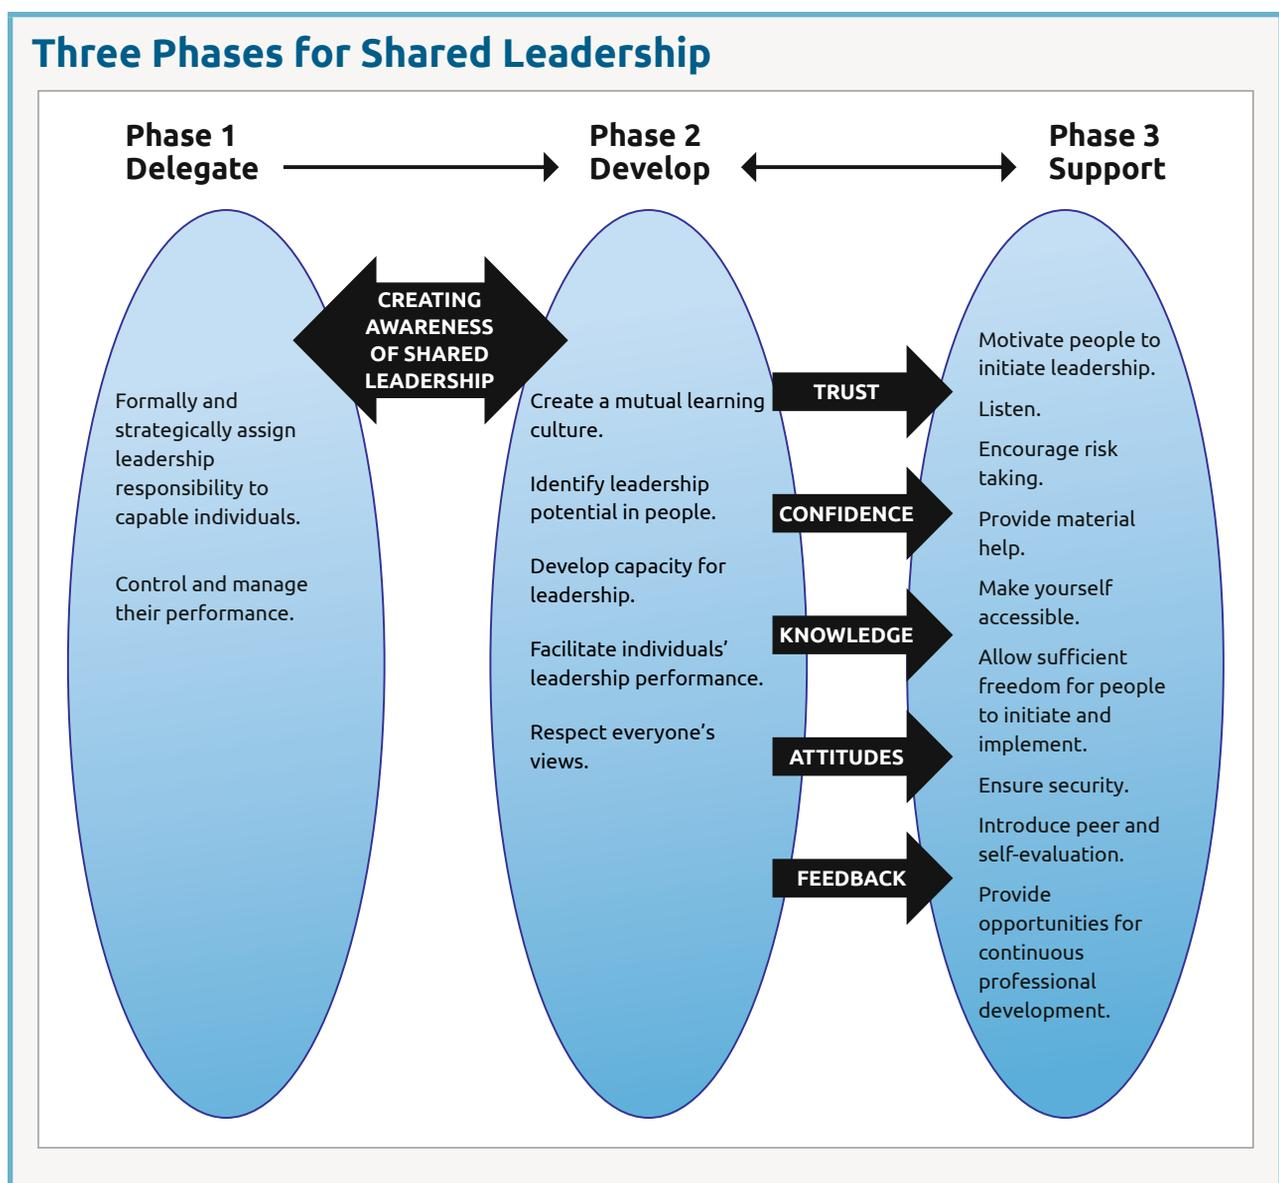 Three Phases for Shared Leadership
Phase 1
Delegate
Phase 2
Develop
Phase 3
Support
Formally and
strategically assign
leadership
responsibility to
capable individuals.
Control and manage
their performance.
CREATING
AWARENESS
OF SHARED
LEADERSHIP
Create a mutual learning
culture.
Identify leadership
potential in people.
Develop capacity for
leadership.
Facilitate individuals’
leadership performance.
Respect everyone’s
views.
TRUST
CONFIDENCE
KNOWLEDGE
ATTITUDES
FEEDBACK
Motivate people to
initiate leadership.
Listen.
Encourage risk
taking.
Provide material
help.
Make yourself
accessible.
Allow sufficient
freedom for people
to initiate and
implement.
Ensure security.
Introduce peer and
self-evaluation.
Provide
opportunities for
continuous
professional
development.